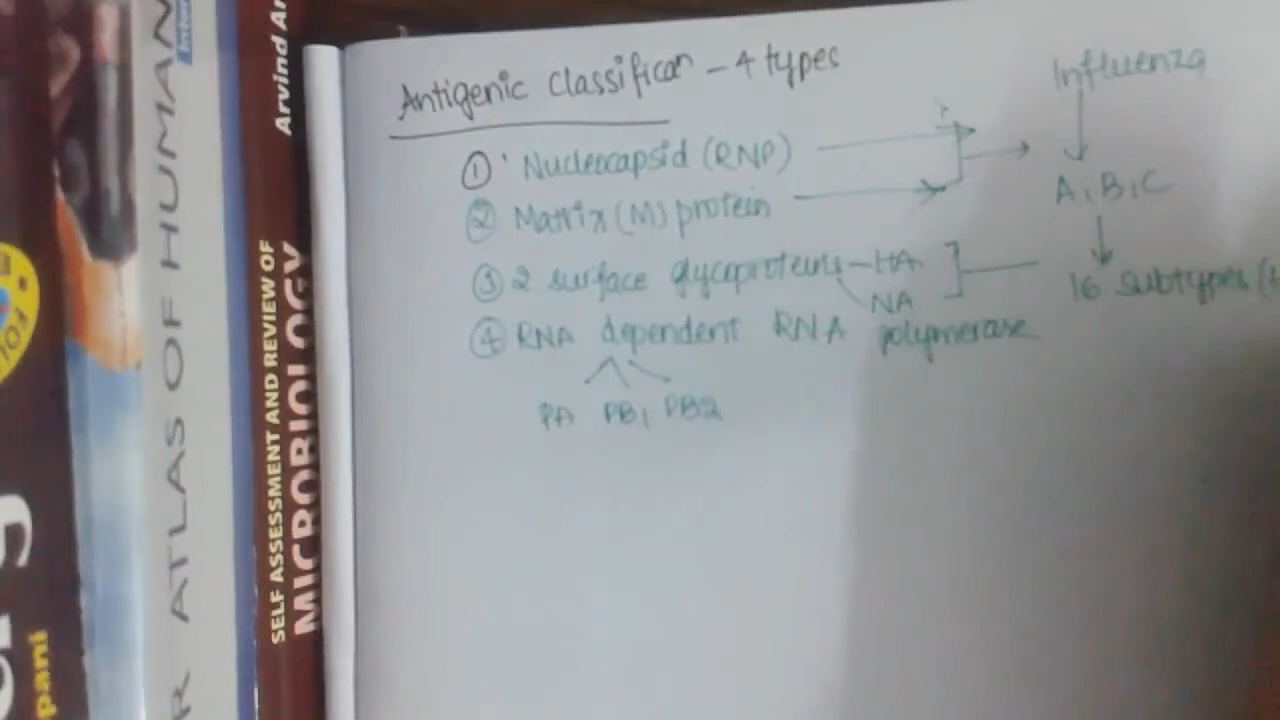 Antigenic Classifican - 4 types
① Nucleocapsid (RNP)
② Matrix (M) protein
③ 2 surface glycoproteins - HA
NA
④ RNA dependent RNA polymerase
PA PB1 PB2
Influenza
A, B, C
16 subtypes
R ATLAS OF HUMAN
Inter
SELF ASSESSMENT AND REVIEW OF
MICROBIOLOGY
Arvind Ar
pani